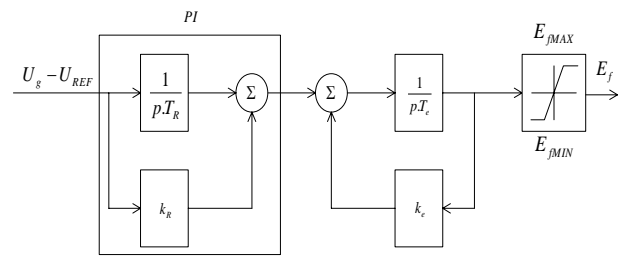 PI
U_g − U_REF
1
p.T_R
Σ
Σ
1
p.T_e
E_fMAX
E_f
E_fMIN
k_R
k_e